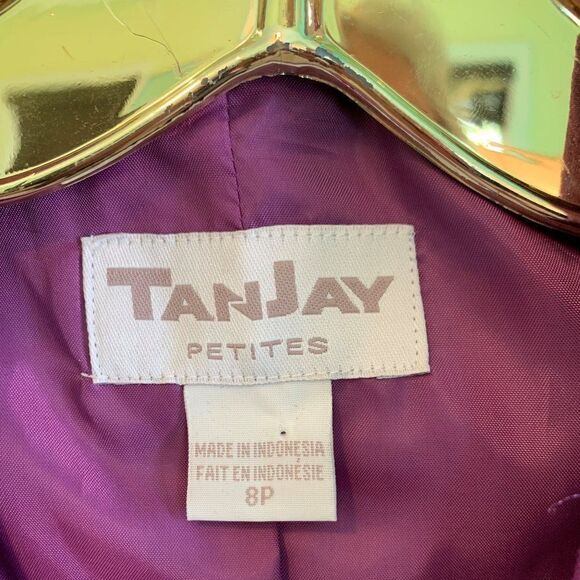 TANJAY
PETITES
MADE IN INDONESIA
FAIT EN INDONÉSIE
8P